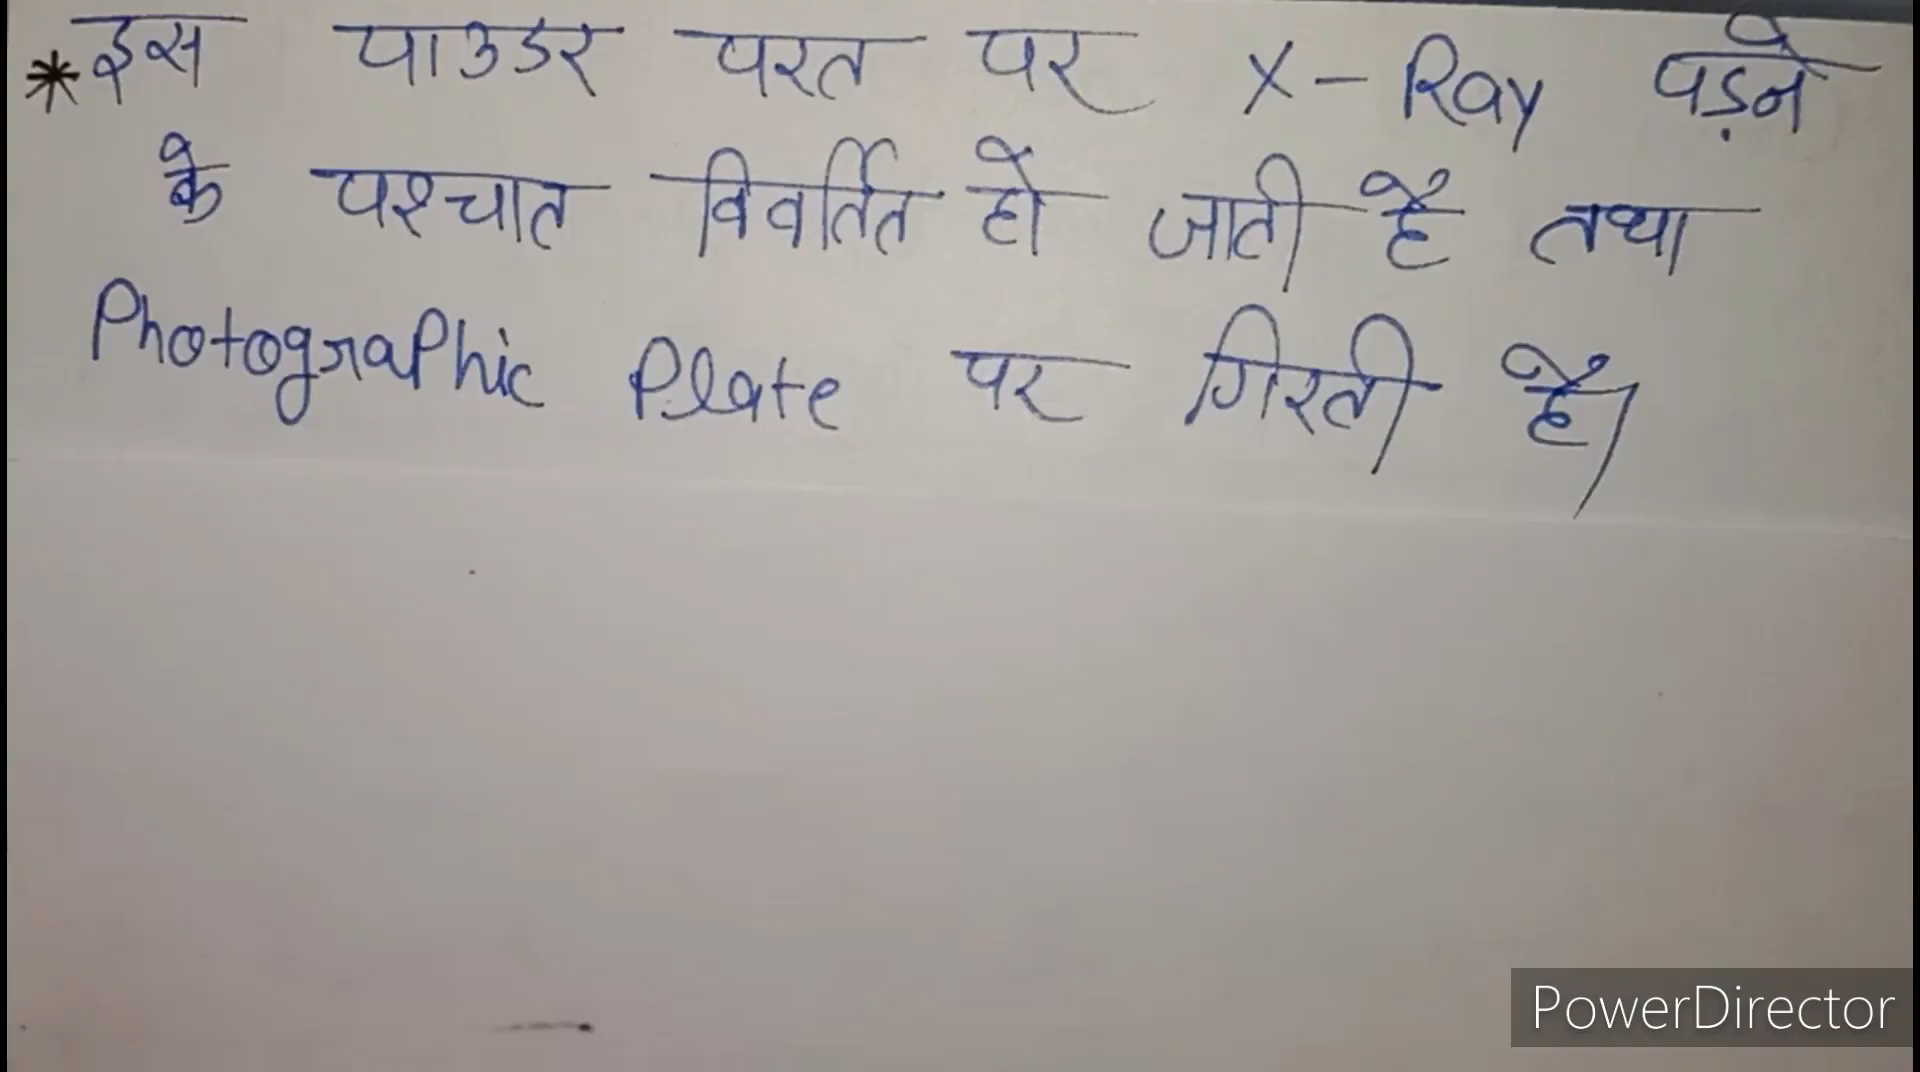 *इस पाउडर परत पर X-Ray पड़ने
के पश्चात विवर्तित हो जाती है तथा
Photographic Plate पर गिरती है।
PowerDirector